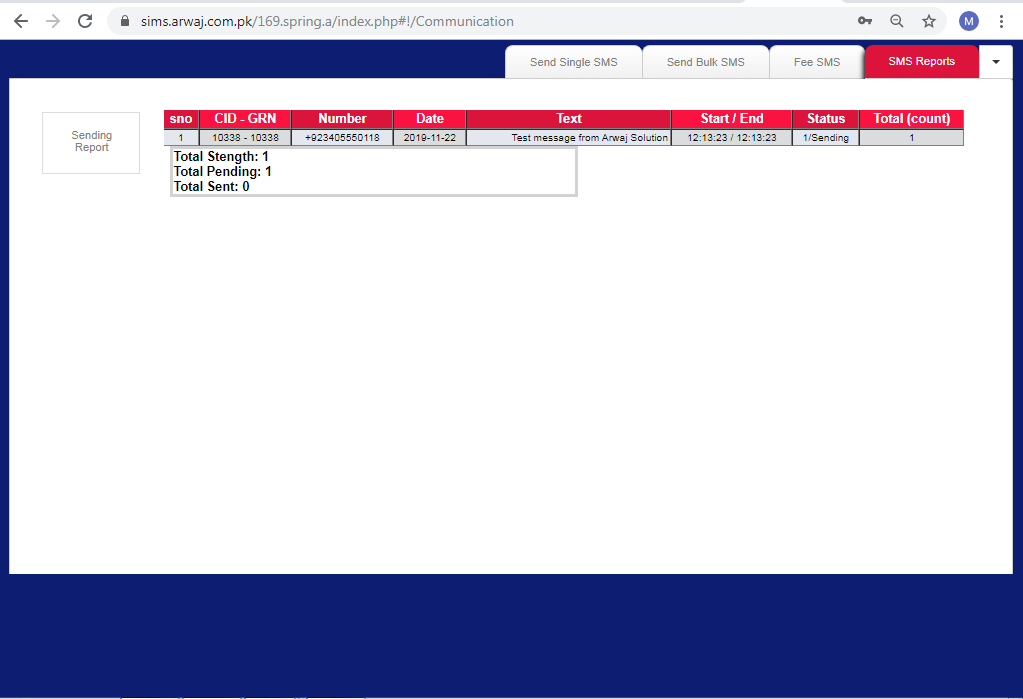 sims.arwaj.com.pk/169.spring.a/index.php#!/Communication
M
Send Single SMS Send Bulk SMS Fee SMS SMS Reports
Sending
Report
sno CID - GRN Number Date Text Start / End Status Total (count)
1 10338 - 10338 +923405550118 2019-11-22 Test message from Arwaj Solution 12:13:23 / 12:13:23 1/Sending 1
Total Stength: 1
Total Pending: 1
Total Sent: 0